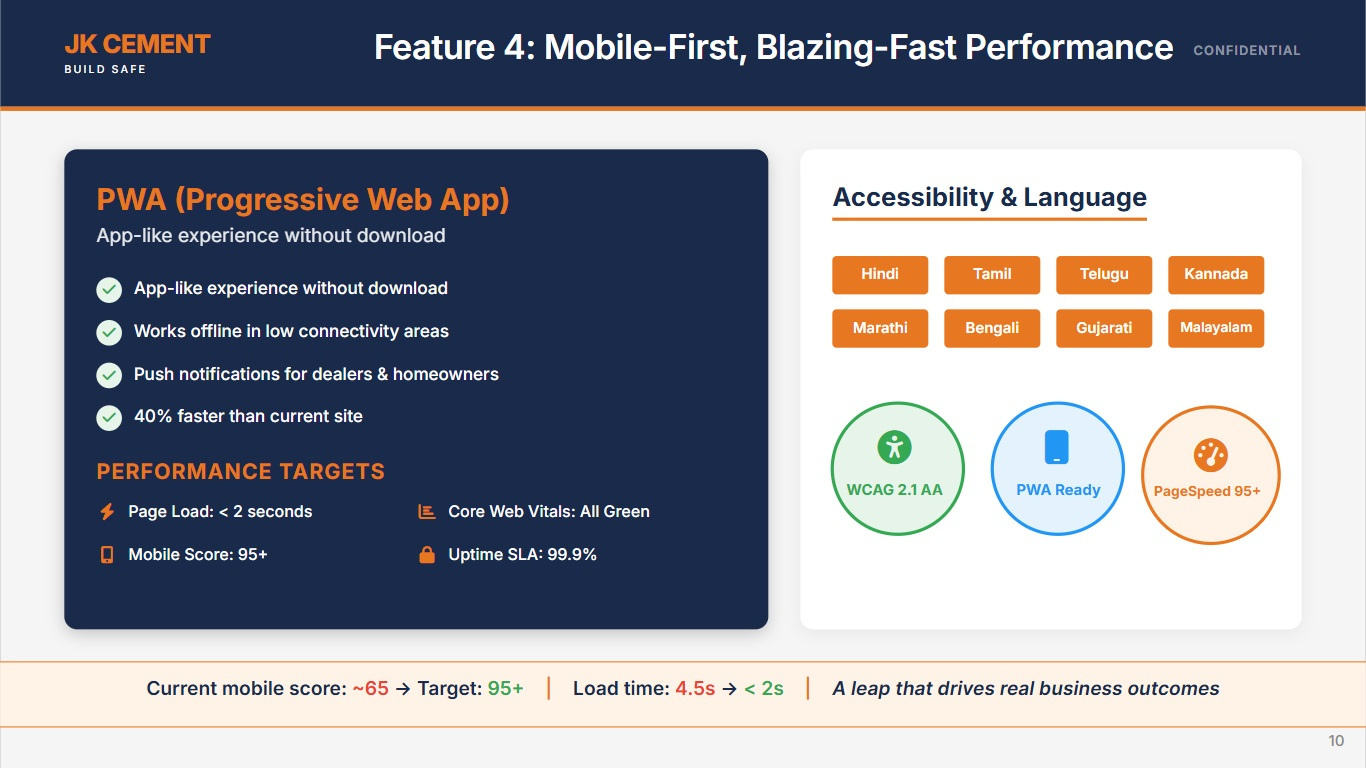 JK CEMENT
BUILD SAFE
Feature 4: Mobile-First, Blazing-Fast Performance
CONFIDENTIAL
PWA (Progressive Web App)
App-like experience without download
App-like experience without download
Works offline in low connectivity areas
Push notifications for dealers & homeowners
40% faster than current site
PERFORMANCE TARGETS
Page Load: < 2 seconds
Core Web Vitals: All Green
Mobile Score: 95+
Uptime SLA: 99.9%
Accessibility & Language
Hindi
Tamil
Telugu
Kannada
Marathi
Bengali
Gujarati
Malayalam
WCAG 2.1 AA
PWA Ready
PageSpeed 95+
Current mobile score: ~65 → Target: 95+ | Load time: 4.5s → < 2s | A leap that drives real business outcomes
10